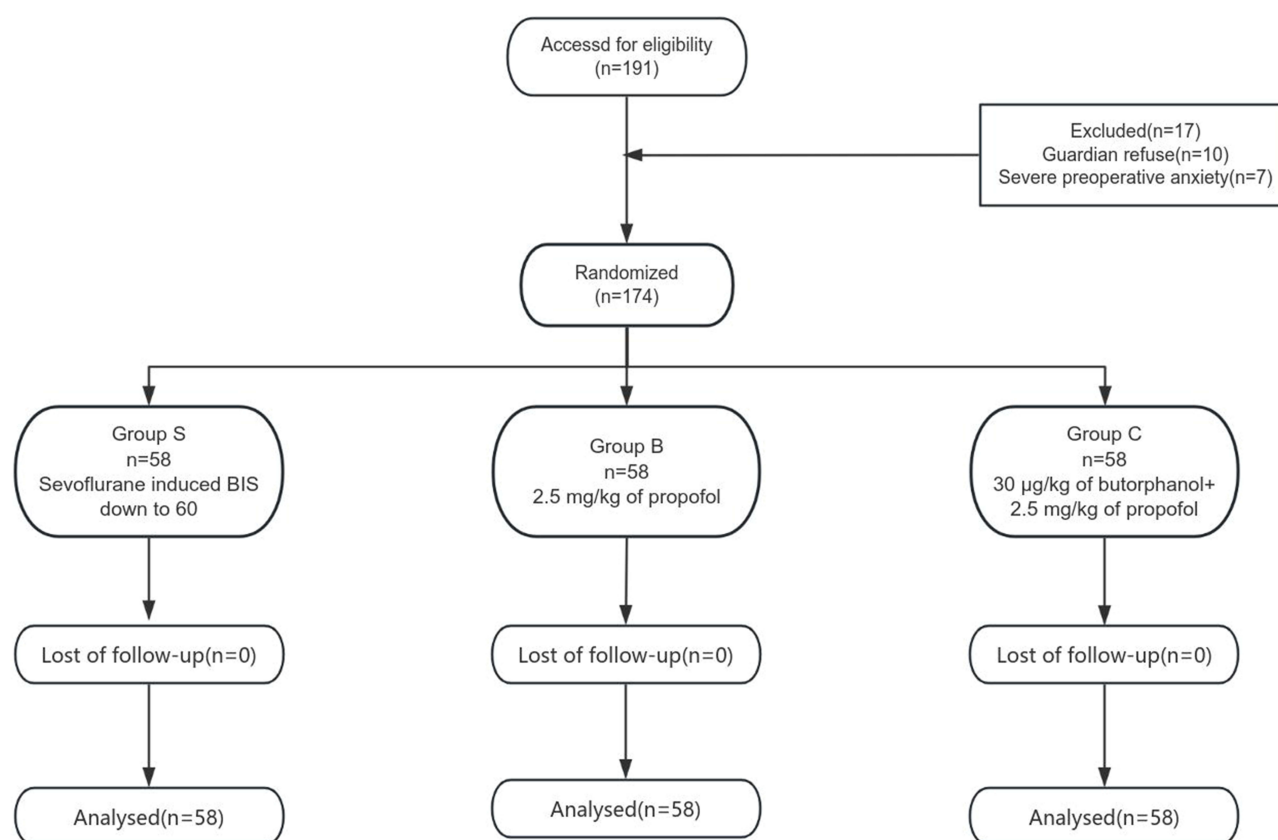 Accessd for eligibility
(n=191)
Excluded(n=17)
Guardian refuse(n=10)
Severe preoperative anxiety(n=7)
Randomized
(n=174)
Group S
n=58
Sevoflurane induced BIS
down to 60
Group B
n=58
2.5 mg/kg of propofol
Group C
n=58
30 μg/kg of butorphanol+
2.5 mg/kg of propofol
Lost of follow-up(n=0)
Lost of follow-up(n=0)
Lost of follow-up(n=0)
Analysed(n=58)
Analysed(n=58)
Analysed(n=58)